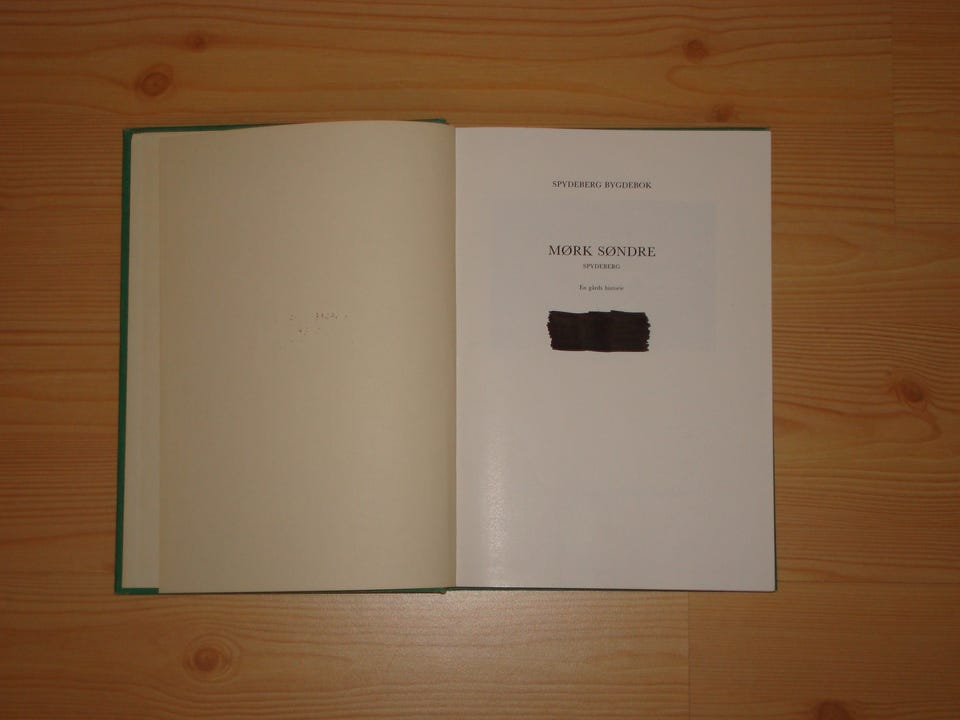 SPYDEBERG BYGDEBOK
MØRK SØNDRE
SPYDEBERG
En gårds historie